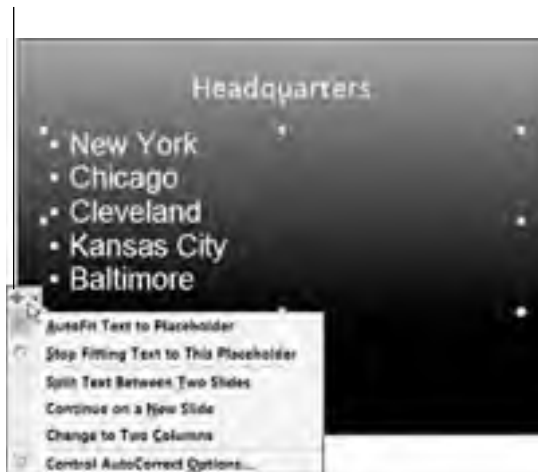 Headquarters
• New York
• Chicago
• Cleveland
• Kansas City
• Baltimore
AutoFit Text to Placeholder
Stop Fitting Text to This Placeholder
Split Text Between Two Slides
Continue on a New Slide
Change to Two Columns
Control AutoCorrect Options...